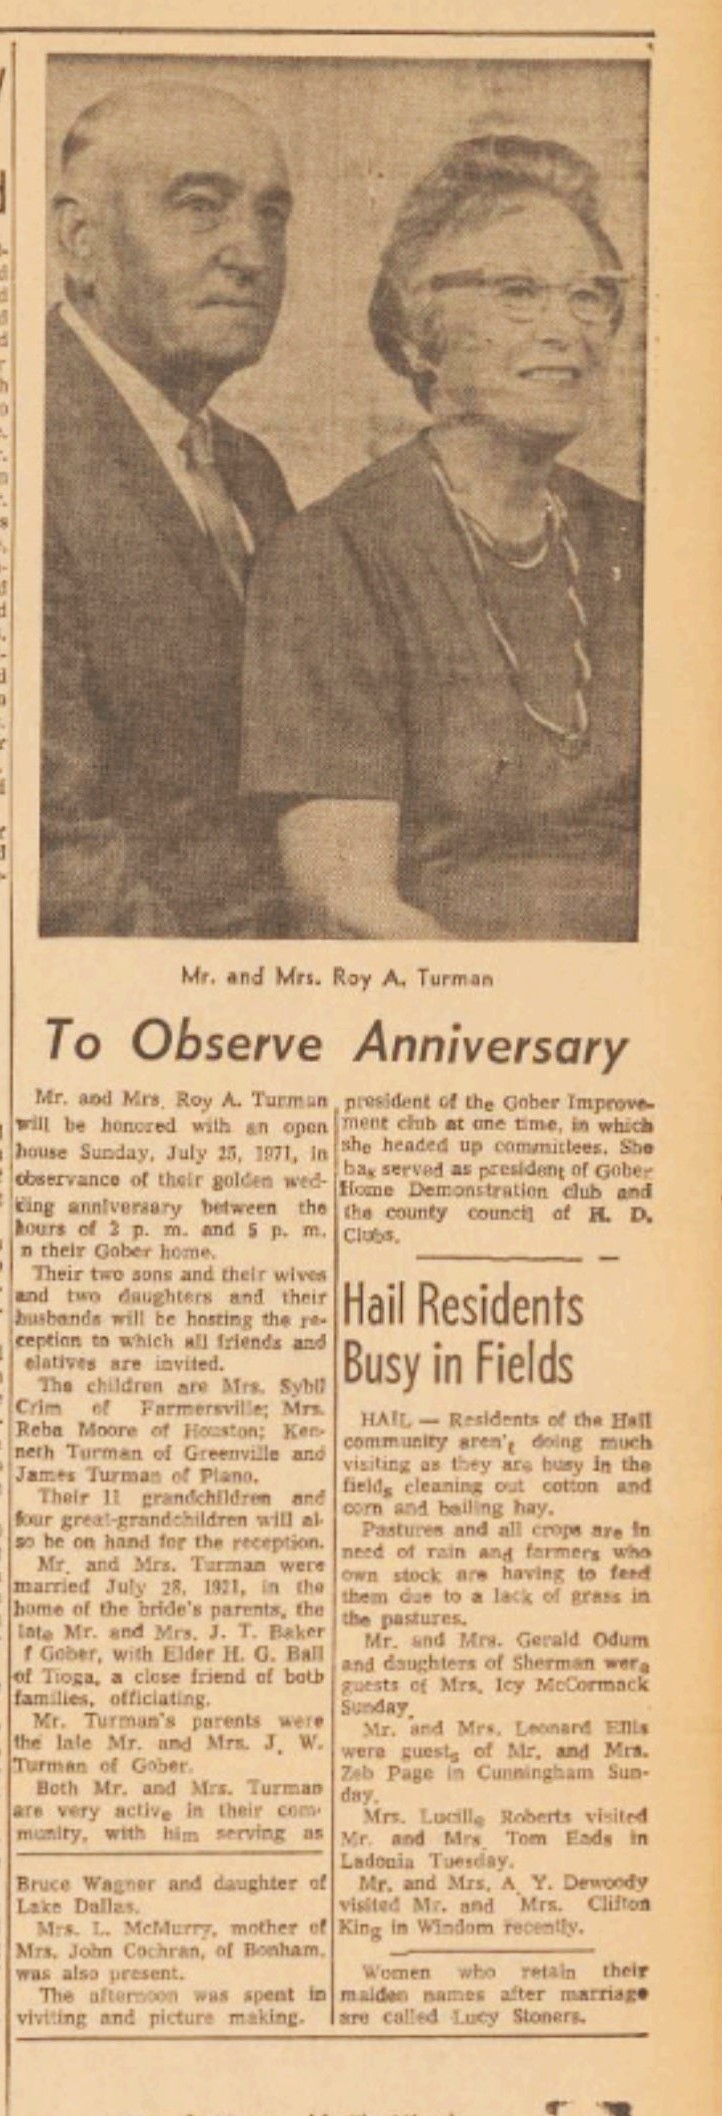 Mr. and Mrs. Roy A. Turman
To Observe Anniversary
Mr. and Mrs. Roy A. Turman
will be honored with an open
house Sunday, July 25, 1971, in
observance of their golden wed-
ding anniversary between the
hours of 2 p. m. and 5 p. m.
n their Gober home.
Their two sons and their wives
and two daughters and their
husbands will be hosting the re-
ception to which all friends and
elatives are invited.
The children are Mrs. Sybil
Crim of Farmersville; Mrs.
Reba Moore of Houston; Ken-
neth Turman of Greenville and
James Turman of Plano.
Their 11 grandchildren and
four great-grandchildren will al-
so be on hand for the reception.
Mr. and Mrs. Turman were
married July 28, 1921, in the
home of the bride's parents, the
late Mr. and Mrs. J. T. Baker
f Gober, with Elder H. G. Ball
of Tioga, a close friend of both
families, officiating.
Mr. Turman's parents were
the late Mr. and Mrs. J. W.
Turman of Gober.
Both Mr. and Mrs. Turman
are very active in their com-
munity, with him serving as
president of the Gober Improve-
ment club at one time, in which
she headed up committees. She
has served as president of Gober
Home Demonstration club and
the county council of H. D.
Clubs.
Bruce Wagner and daughter of
Lake Dallas.
Mrs. L. McMurry, mother of
Mrs. John Cochran, of Bonham,
was also present.
The afternoon was spent in
viviting and picture making.
Hail Residents
Busy in Fields
HAIL — Residents of the Hail
community aren't doing much
visiting as they are busy in the
fields cleaning out cotton and
corn and bailing hay.
Pastures and all crops are in
need of rain and farmers who
own stock are having to feed
them due to a lack of grass in
the pastures.
Mr. and Mrs. Gerald Odum
and daughters of Sherman were
guests of Mrs. Icy McCormack
Sunday.
Mr. and Mrs. Leonard Ellis
were guests of Mr. and Mrs.
Zeb Page in Cunningham Sun-
day.
Mrs. Lucille Roberts visited
Mr. and Mrs. Tom Eads in
Ladonia Tuesday.
Mr. and Mrs. A. Y. Dewoody
visited Mr. and Mrs. Clifton
King in Windom recently.
Women who retain their
maiden names after marriage
are called Lucy Stoners.